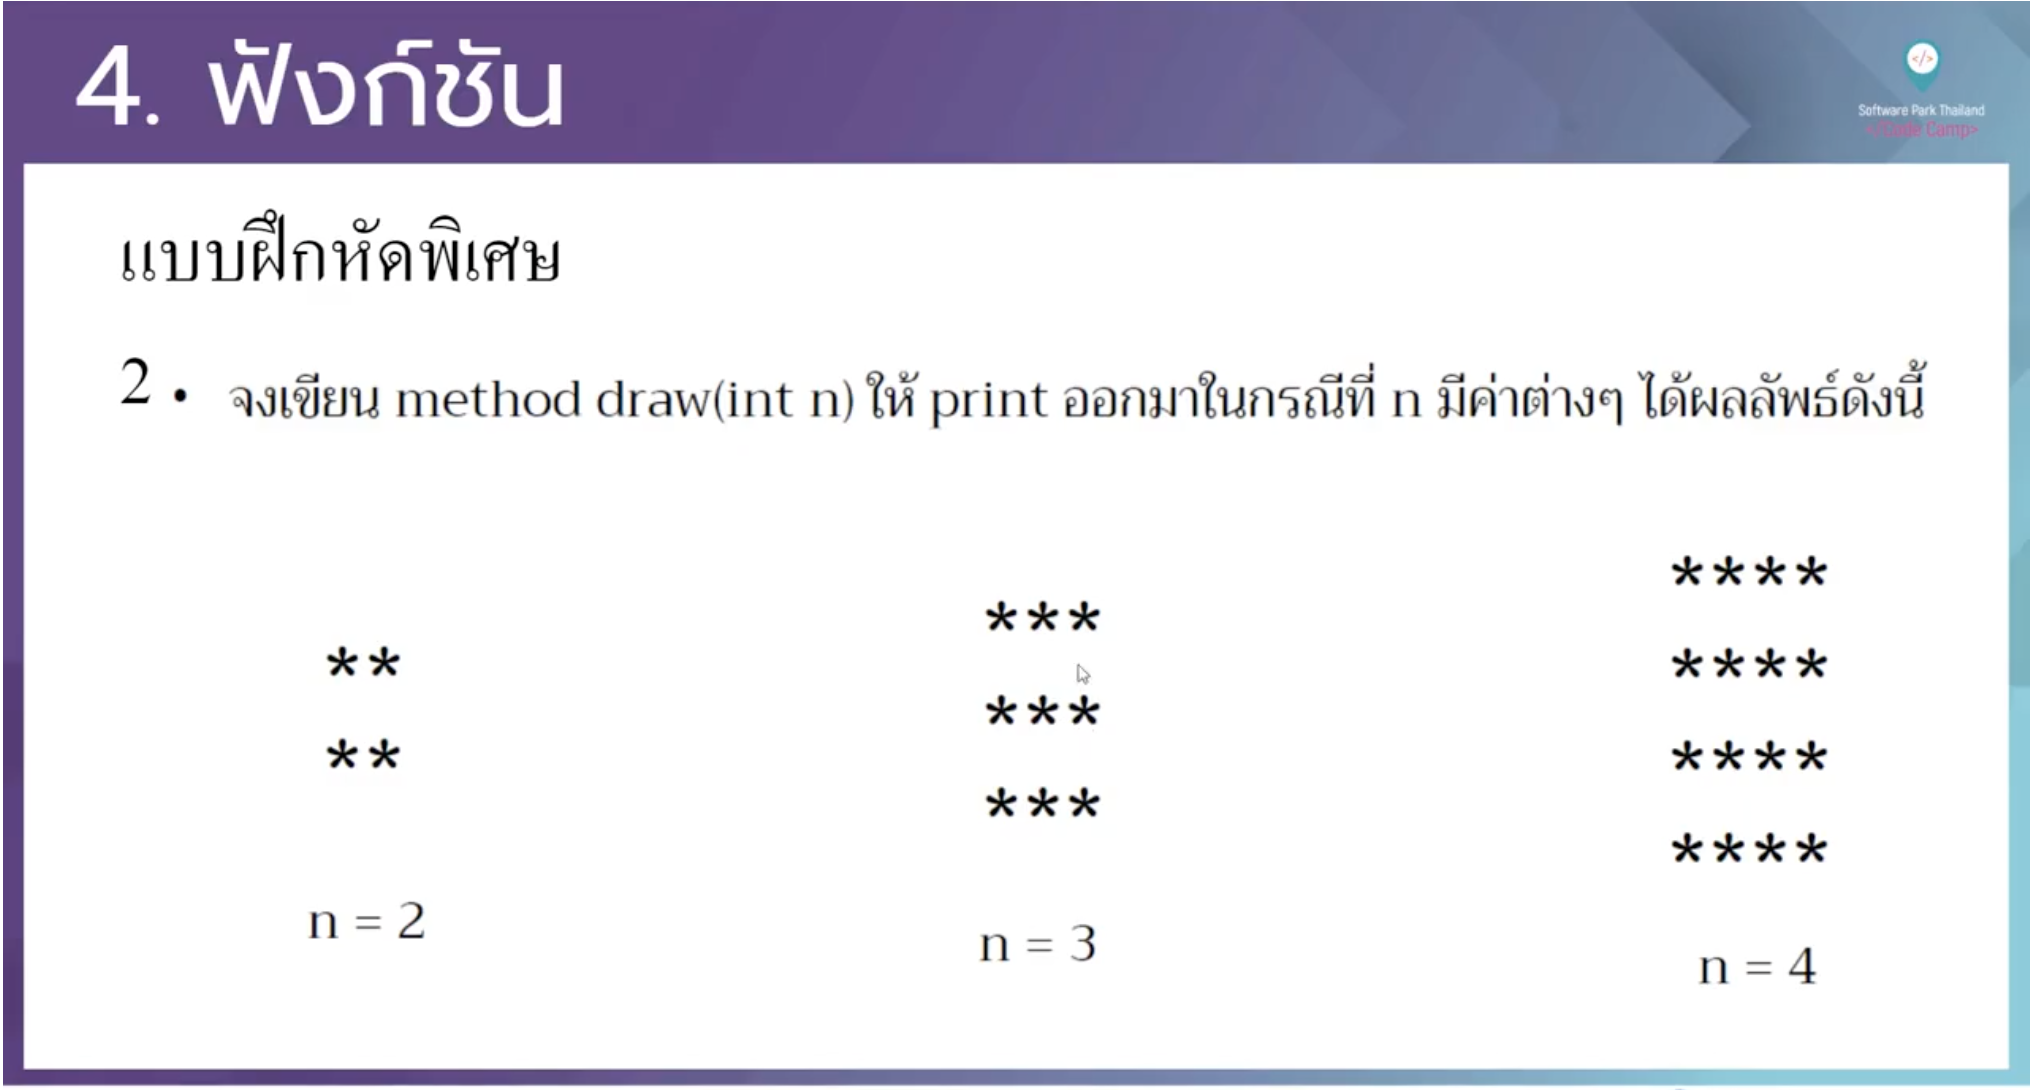 4. ฟังก์ชัน
</>
Software Park Thailand
</Code Camp>
แบบฝึกหัดพิเศษ
2. จงเขียน method draw(int n) ให้ print ออกมาในกรณีที่ n มีค่าต่างๆ ได้ผลลัพธ์ดังนี้
**
**
n = 2
***
***
***
n = 3
****
****
****
****
n = 4